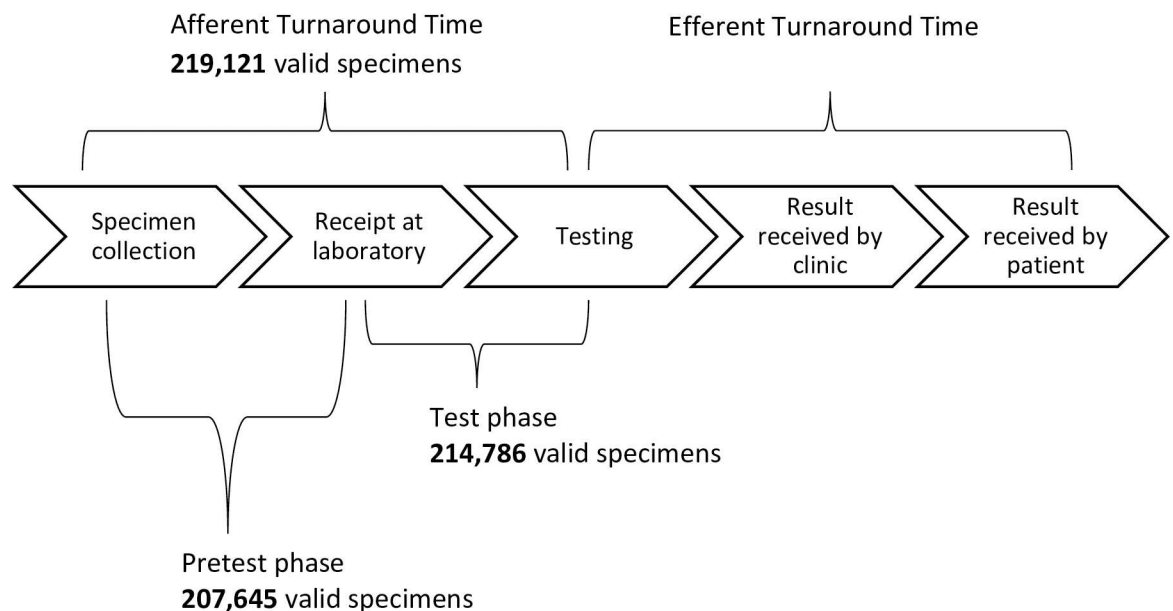 Afferent Turnaround Time
219,121 valid specimens
Efferent Turnaround Time
Specimen
collection
Receipt at
laboratory
Testing
Result
received by
clinic
Result
received by
patient
Test phase
214,786 valid specimens
Pretest phase
207,645 valid specimens